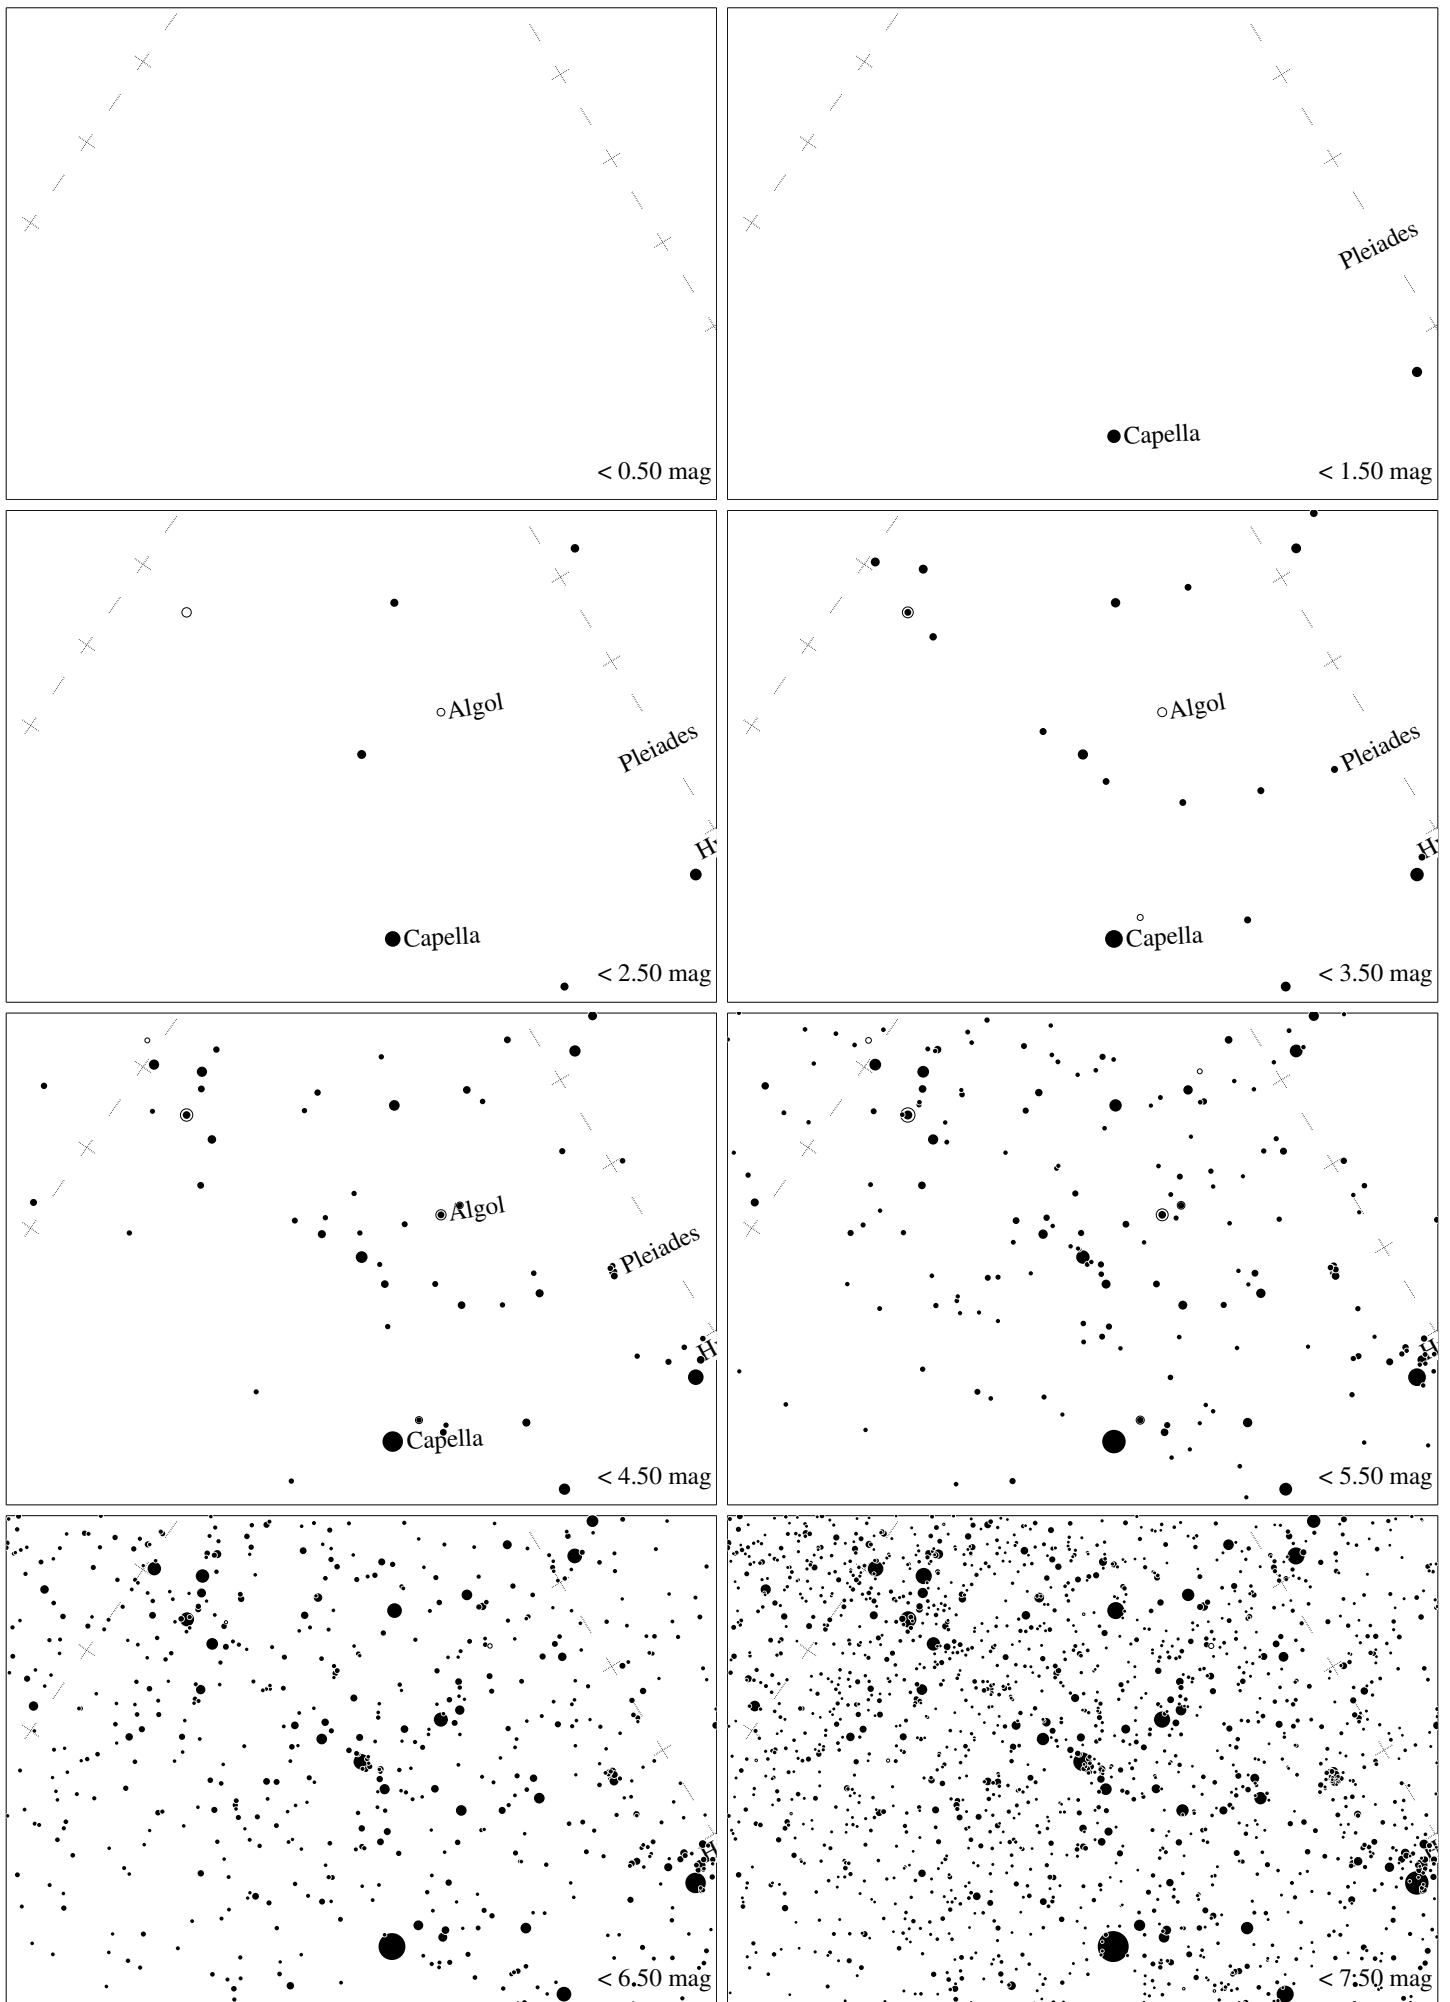 < 0.50 mag
Pleiades
Capella
< 1.50 mag
Algol
Pleiades
Capella
< 2.50 mag
Algol
Pleiades
Capella
< 3.50 mag
Algol
Pleiades
Capella
< 4.50 mag
< 5.50 mag
< 6.50 mag
< 7.50 mag